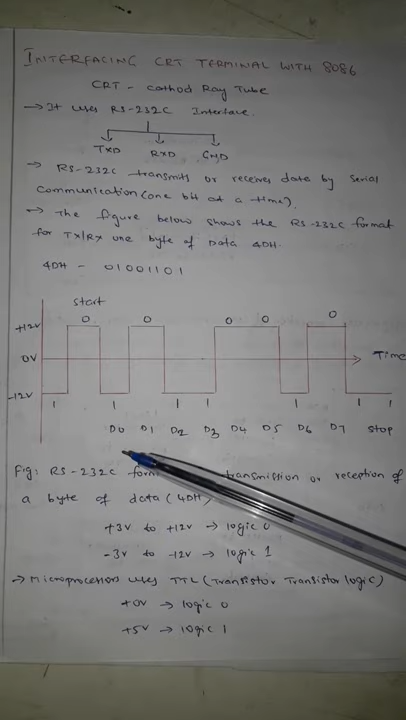 INTERFACING CRT TERMINAL WITH 8086
CRT - cathod Ray Tube
→ It uses RS-232C Interface.
TXD RXD GND
→ RS-232C transmits or receives data by serial
communication (one bit at a time).
→ The figure below shows the RS-232C format
for Tx/Rx one byte of Data 4DH.
4DH - 01001101
start
0 0 0 0 0
+12V
0V
Time
-12V
1 1 1 1 1 1 1
D0 D1 D2 D3 D4 D5 D6 D7 stop
Fig: RS-232C transmission or reception of
a byte of data (4DH)
+3V to +12V → logic 0
-3V to -12V → logic 1
→ Microprocessors uses TTL (Transistor Transistor logic)
+0V → logic 0
+5V → logic 1